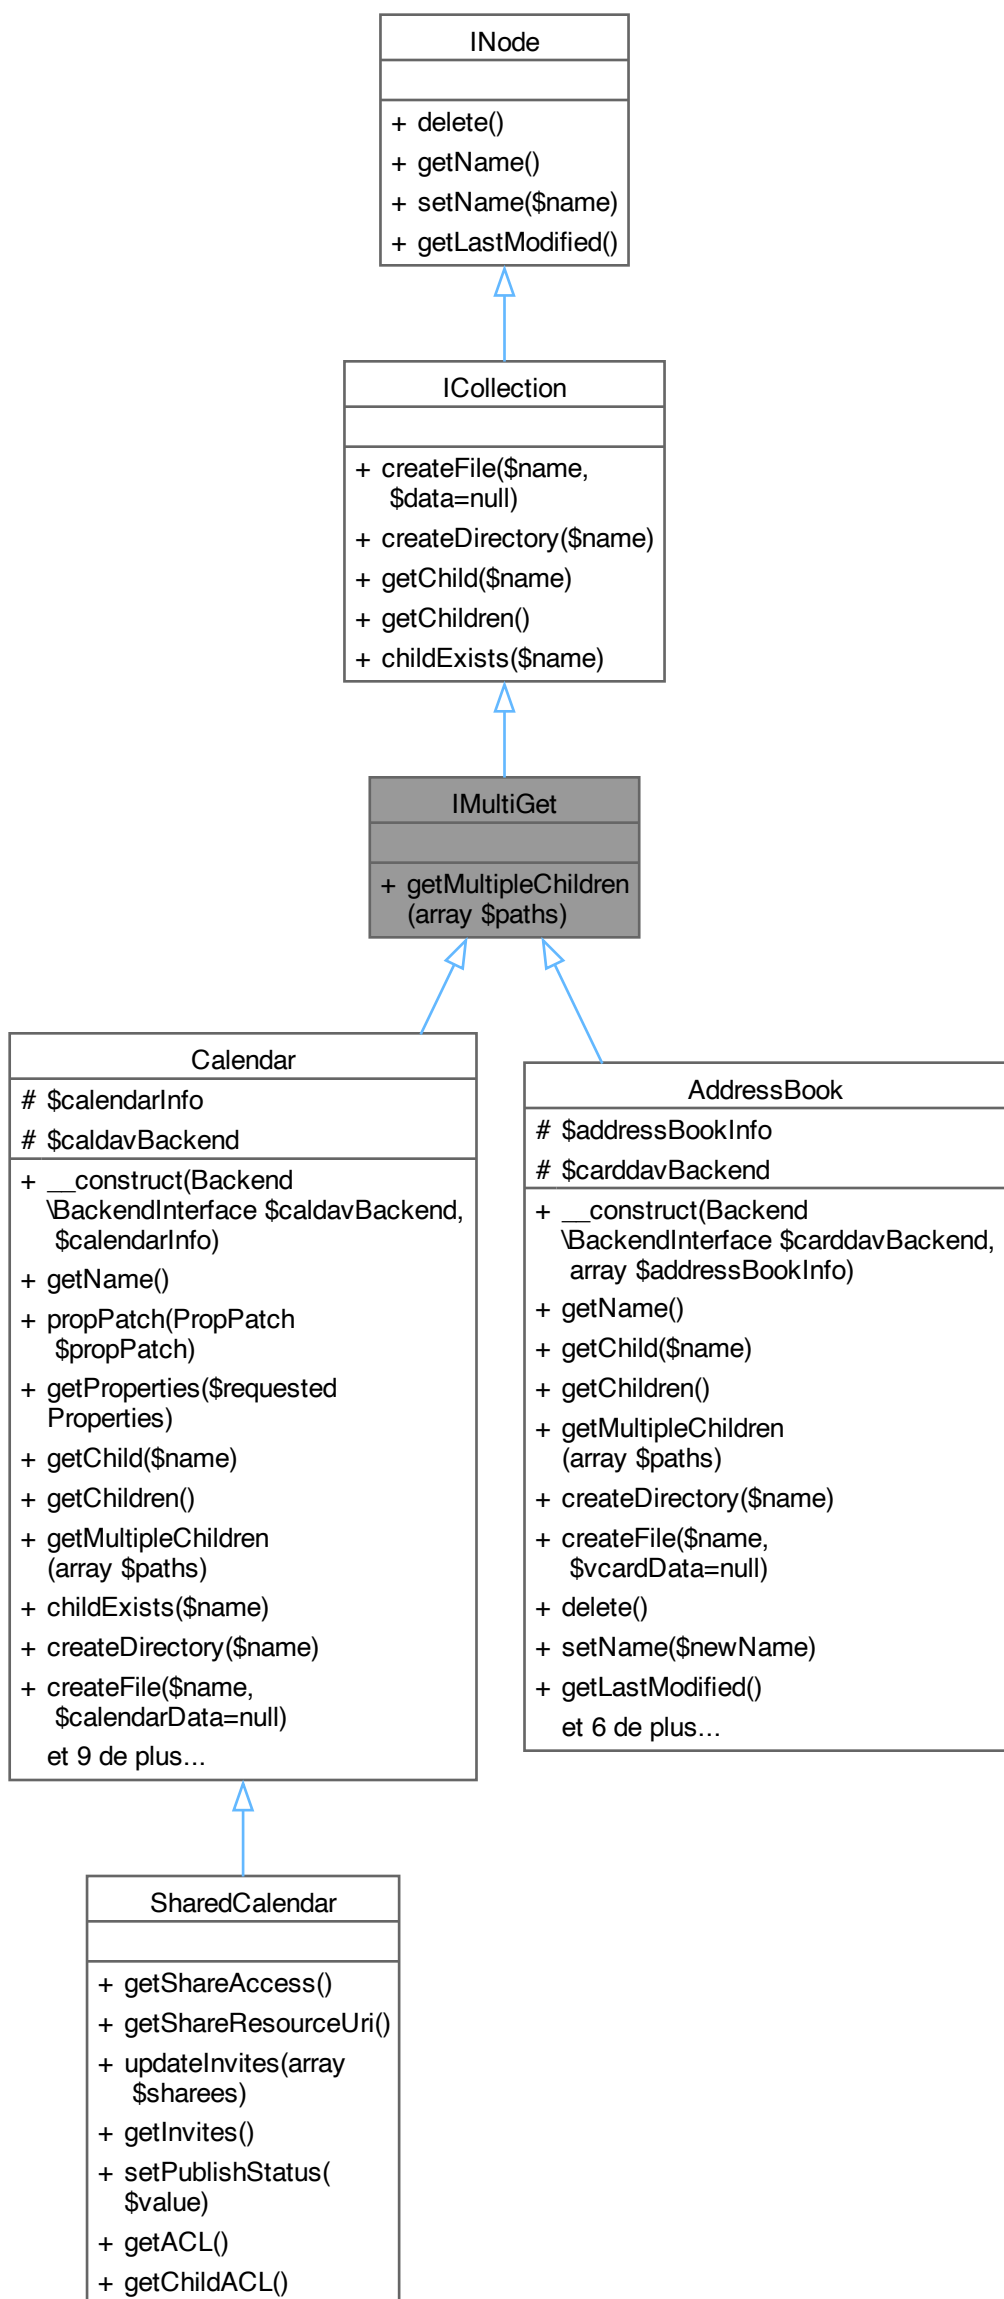 INode
+ delete()
+ getName()
+ setName($name)
+ getLastModified()
ICollection
+ createFile($name,
$data=null)
+ createDirectory($name)
+ getChild($name)
+ getChildren()
+ childExists($name)
IMultiGet
+ getMultipleChildren
(array $paths)
Calendar
# $calendarInfo
# $caldavBackend
+ __construct(Backend
\BackendInterface $caldavBackend,
$calendarInfo)
+ getName()
+ propPatch(PropPatch
$propPatch)
+ getProperties($requested
Properties)
+ getChild($name)
+ getChildren()
+ getMultipleChildren
(array $paths)
+ childExists($name)
+ createDirectory($name)
+ createFile($name,
$calendarData=null)
et 9 de plus...
AddressBook
# $addressBookInfo
# $carddavBackend
+ __construct(Backend
\BackendInterface $carddavBackend,
array $addressBookInfo)
+ getName()
+ getChild($name)
+ getChildren()
+ getMultipleChildren
(array $paths)
+ createDirectory($name)
+ createFile($name,
$vcardData=null)
+ delete()
+ setName($newName)
+ getLastModified()
et 6 de plus...
SharedCalendar
+ getShareAccess()
+ getShareResourceUri()
+ updateInvites(array
$sharees)
+ getInvites()
+ setPublishStatus(
$value)
+ getACL()
+ getChildACL()